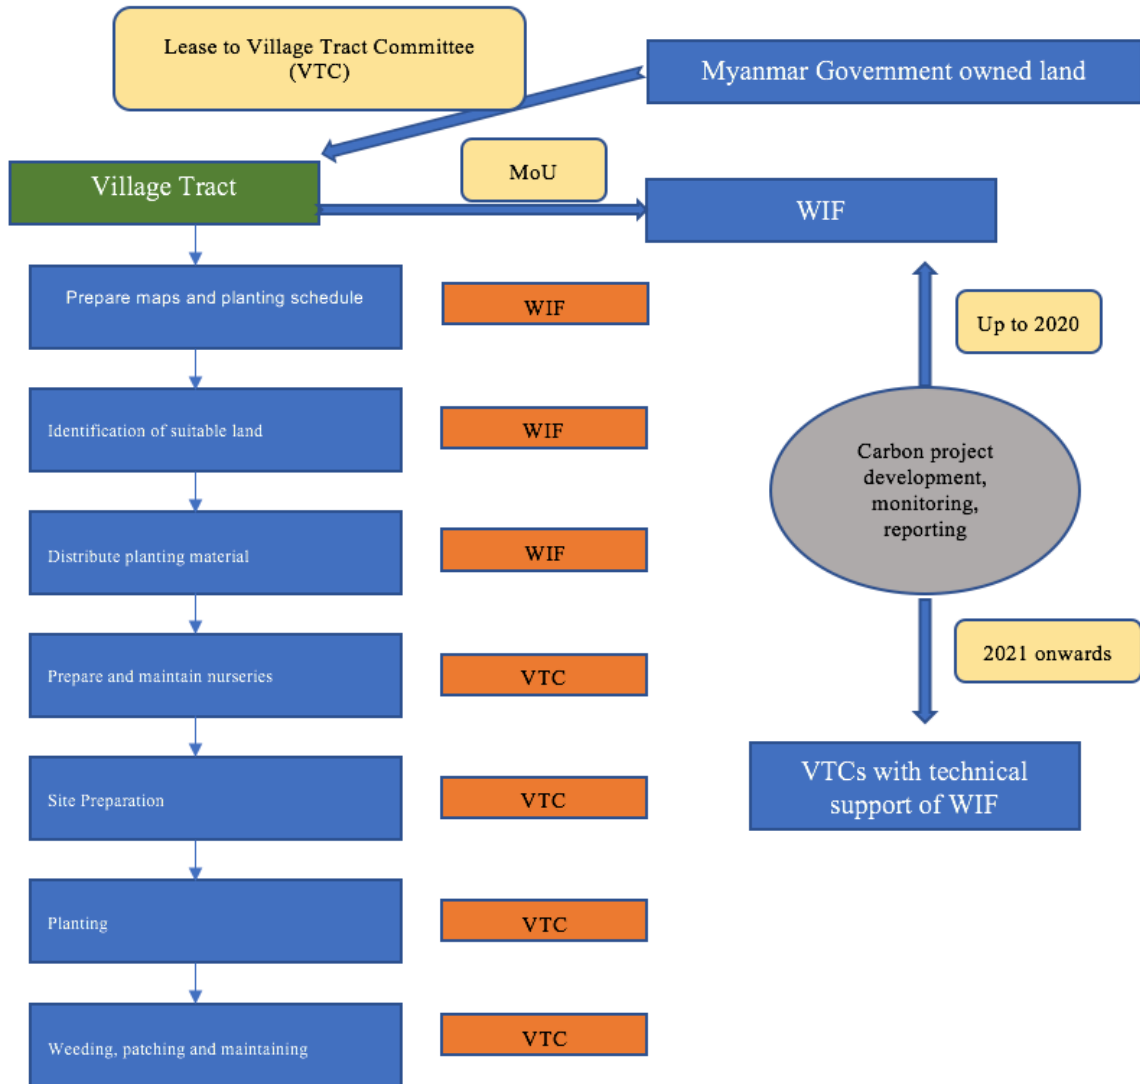 Lease to Village Tract Committee
(VTC)
Myanmar Government owned land
MoU
Village Tract
WIF
Prepare maps and planting schedule
WIF
Up to 2020
Identification of suitable land
WIF
Carbon project
development,
monitoring,
reporting
Distribute planting material
WIF
Prepare and maintain nurseries
VTC
2021 onwards
Site Preparation
VTC
VTCs with technical
support of WIF
Planting
VTC
Weeding, patching and maintaining
VTC